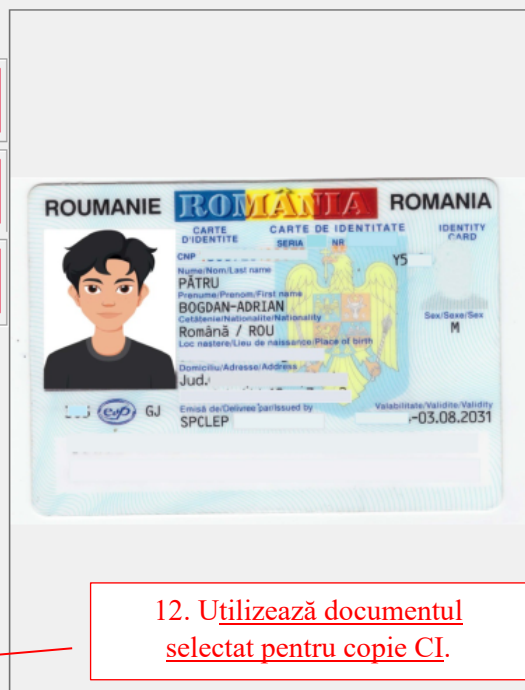 ROUMANIE ROMÂNIA ROMANIA
CARTE D'IDENTITE CARTE DE IDENTITATE IDENTITY CARD
SERIA NR
CNP
Y5
Nume/Nom/Last name
PĂTRU
Prenume/Prenom/First name
BOGDAN-ADRIAN
Cetățenie/Nationalite/Nationality
Română / ROU
Sex/Sexe/Sex
M
Loc nastere/Lieu de naissance/Place of birth
Domiciliu/Adresse/Address
Jud.
GJ
Emisă de/Delivree par/Issued by
SPCLEP
Valabilitate/Validite/Validity
-03.08.2031
12. Utilizează documentul
selectat pentru copie CI.